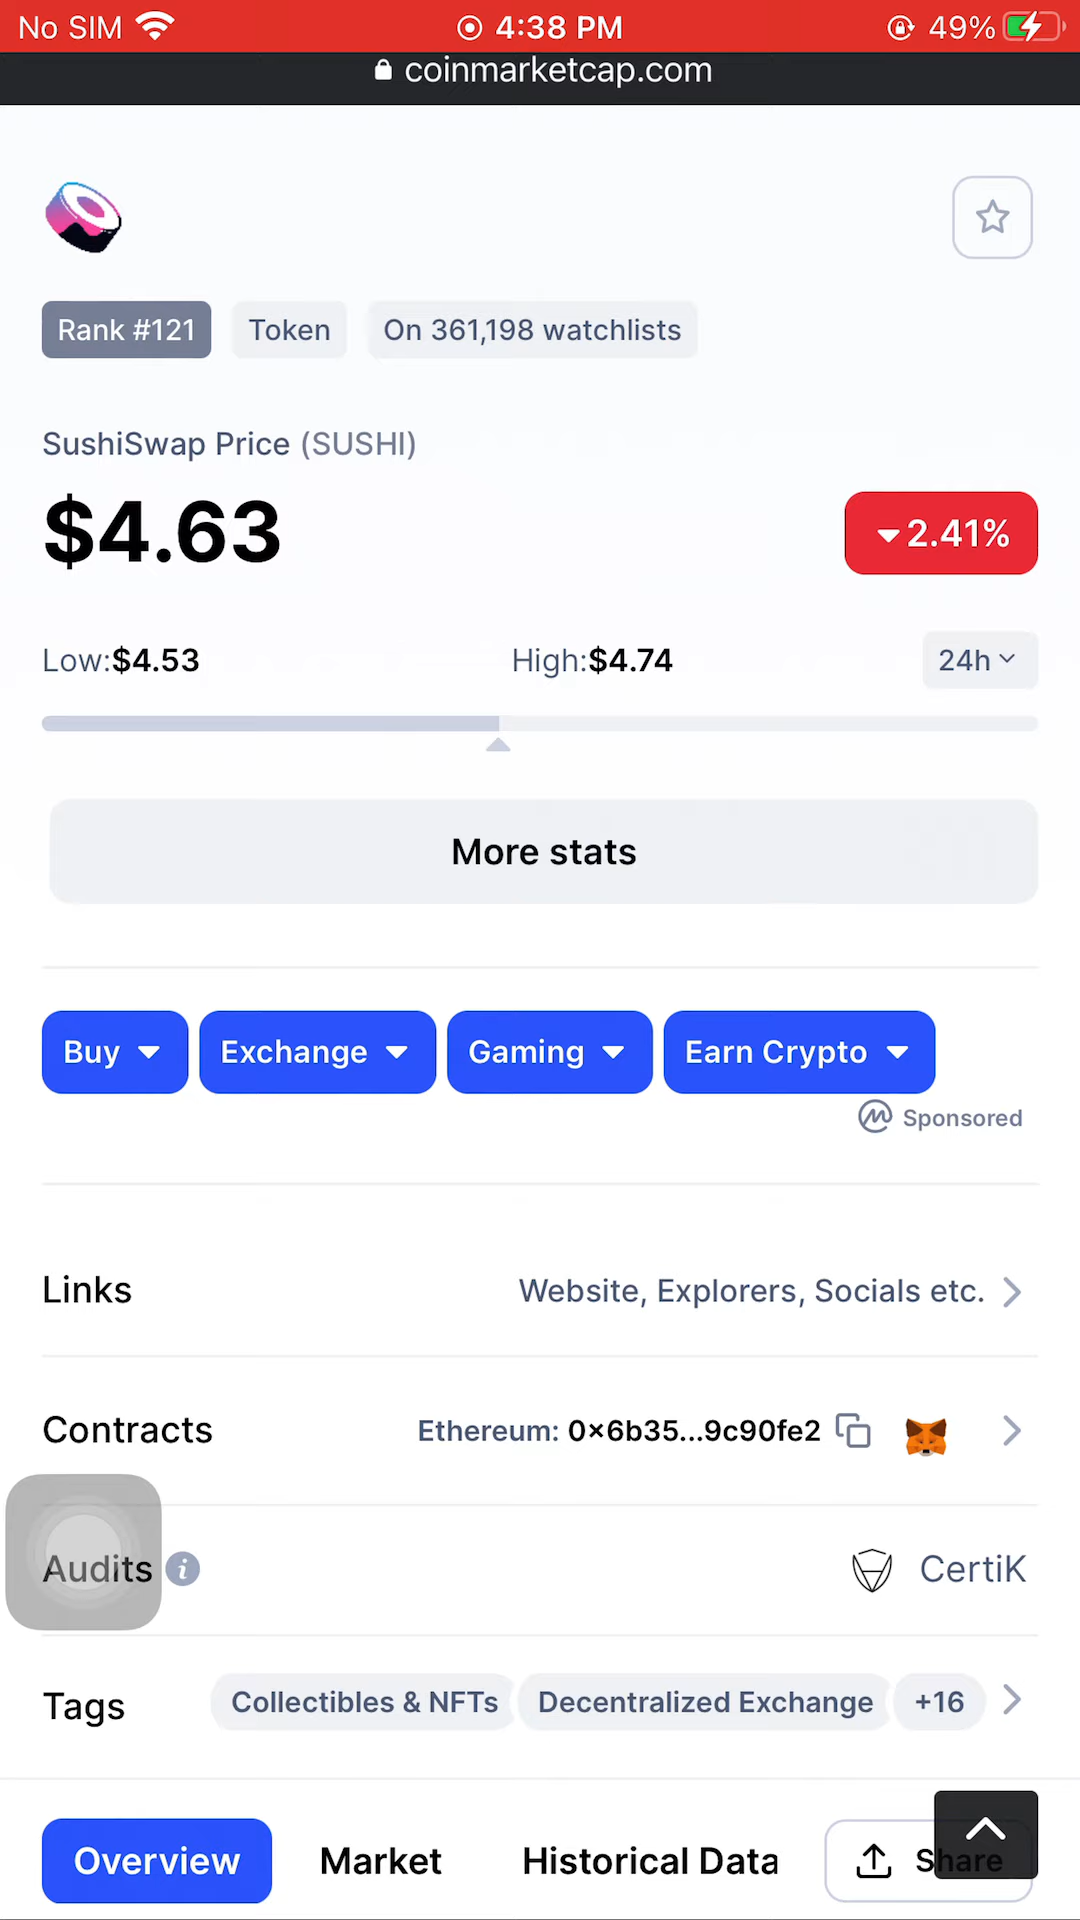 No SIM 4:38 PM 49%
coinmarketcap.com
Rank #121 Token On 361,198 watchlists
SushiSwap Price (SUSHI)
$4.63 2.41%
Low:$4.53 High:$4.74 24h
More stats
Buy Exchange Gaming Earn Crypto
Sponsored
Links Website, Explorers, Socials etc.
Contracts Ethereum: 0x6b35...9c90fe2
Audits i CertiK
Tags Collectibles & NFTs Decentralized Exchange +16
Overview Market Historical Data Share